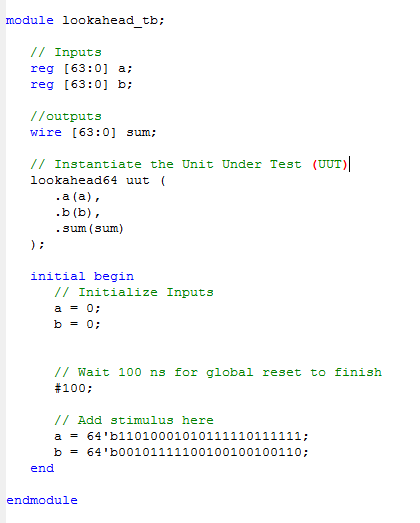 module lookahead_tb;
// Inputs
reg [63:0] a;
reg [63:0] b;
//outputs
wire [63:0] sum;
// Instantiate the Unit Under Test (UUT)
lookahead64 uut (
.a(a),
.b(b),
.sum(sum)
);
initial begin
// Initialize Inputs
a = 0;
b = 0;
// Wait 100 ns for global reset to finish
#100;
// Add stimulus here
a = 64'b11010001010111110111111;
b = 64'b00101111100100100100110;
end
endmodule